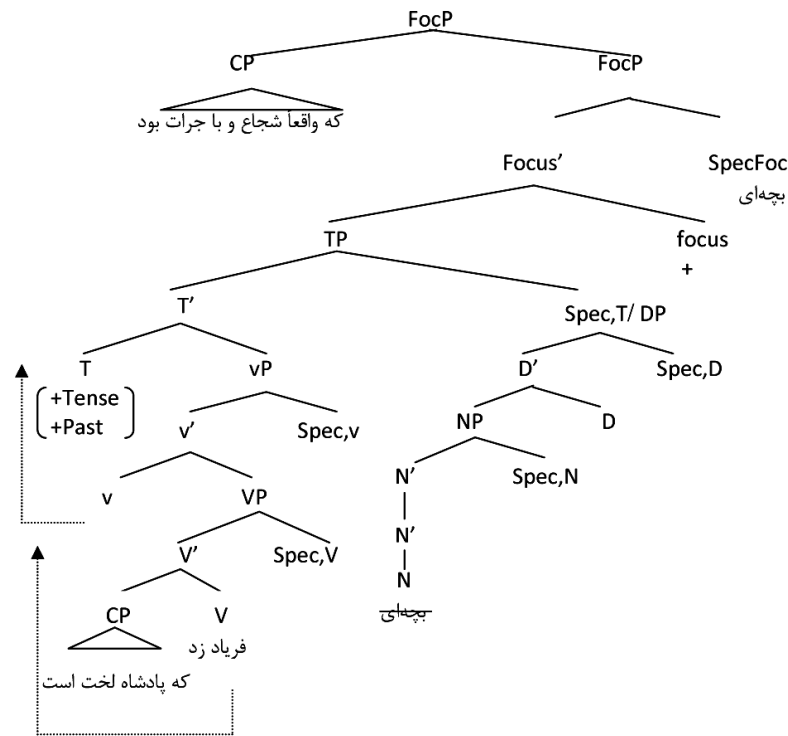 FocP
CP FocP
که واقعاً شجاع و با جرات بود
Focus’ SpecFoc
بچه‌ای
TP focus
+
T’ Spec,T/ DP
T vP D’ Spec,D
+Tense
+Past
v’ Spec,v NP D
v VP N’ Spec,N
V’ Spec,V N’
N
CP V بچه‌ای
فریاد زد
که پادشاه لخت است